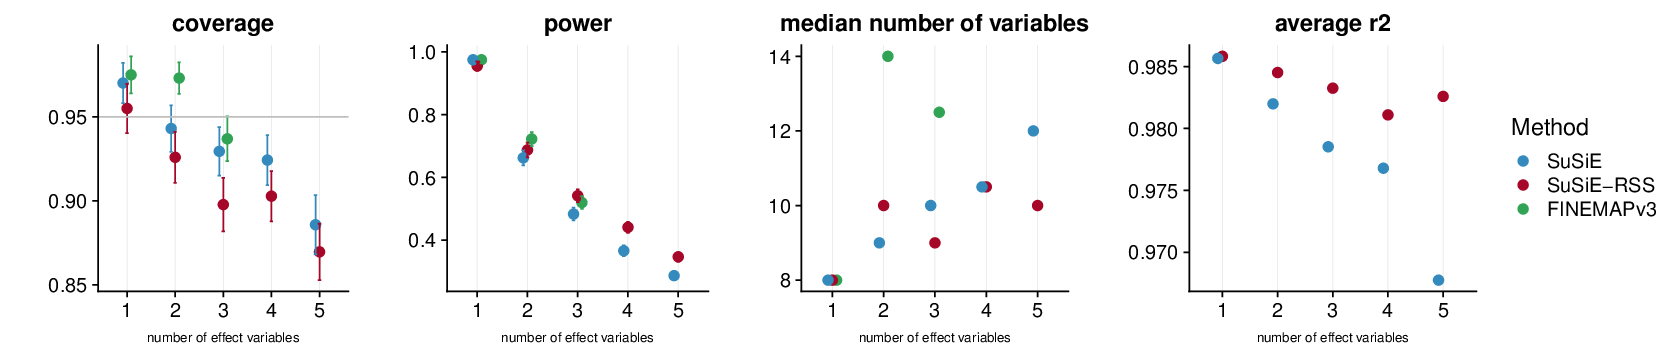 coverage
0.95
0.90
0.85
1 2 3 4 5
number of effect variables
power
1.0
0.8
0.6
0.4
1 2 3 4 5
number of effect variables
median number of variables
14
12
10
8
1 2 3 4 5
number of effect variables
average r2
0.985
0.980
0.975
0.970
1 2 3 4 5
number of effect variables
Method
SuSiE
SuSiE−RSS
FINEMAPv3